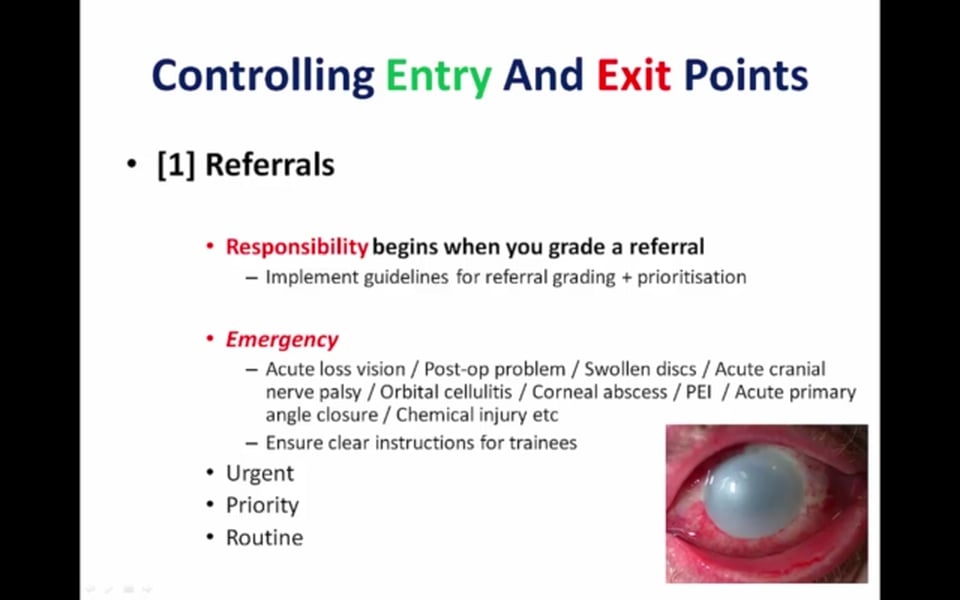 Controlling Entry And Exit Points
• [1] Referrals
• Responsibility begins when you grade a referral
– Implement guidelines for referral grading + prioritisation
• Emergency
– Acute loss vision / Post-op problem / Swollen discs / Acute cranial
nerve palsy / Orbital cellulitis / Corneal abscess / PEI / Acute primary
angle closure / Chemical injury etc
– Ensure clear instructions for trainees
• Urgent
• Priority
• Routine